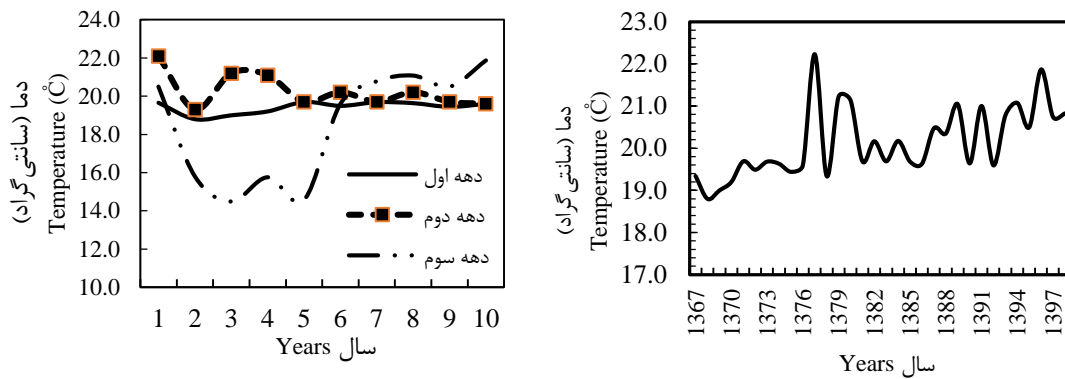 24.0
22.0
20.0
18.0
16.0
14.0
12.0
10.0
دما (سانتی گراد)
Temperature (C̊)
دهه اول
دهه دوم
دهه سوم
1 2 3 4 5 6 7 8 9 10
سال Years
23.0
22.0
21.0
20.0
19.0
18.0
17.0
دما (سانتی گراد)
Temperature (C̊)
1367 1370 1373 1376 1379 1382 1385 1388 1391 1394 1397
سال Years